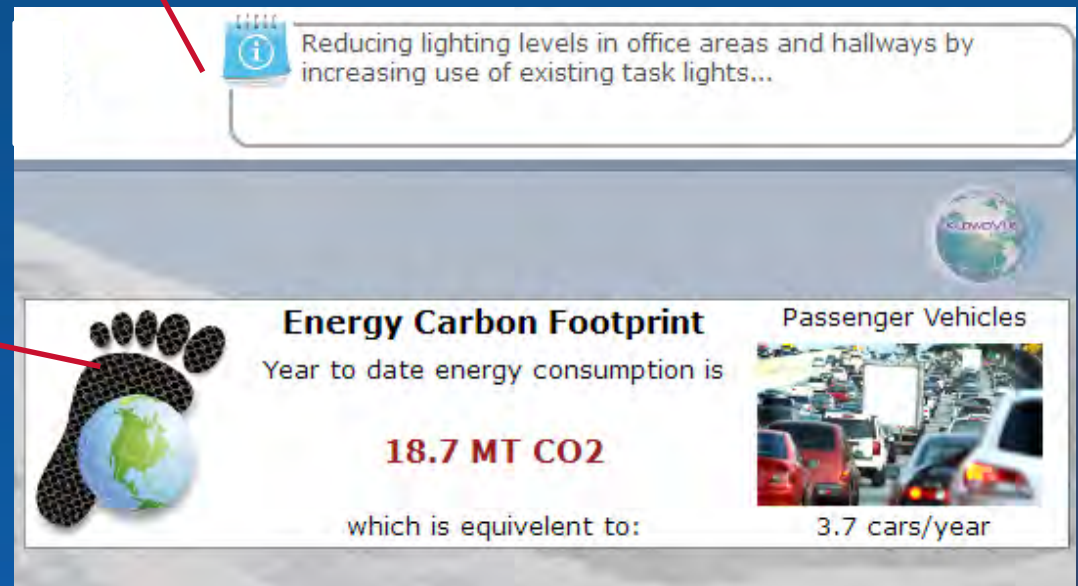 Reducing lighting levels in office areas and hallways by
increasing use of existing task lights...
Energy Carbon Footprint
Year to date energy consumption is
18.7 MT CO2
which is equivelent to:
Passenger Vehicles
3.7 cars/year